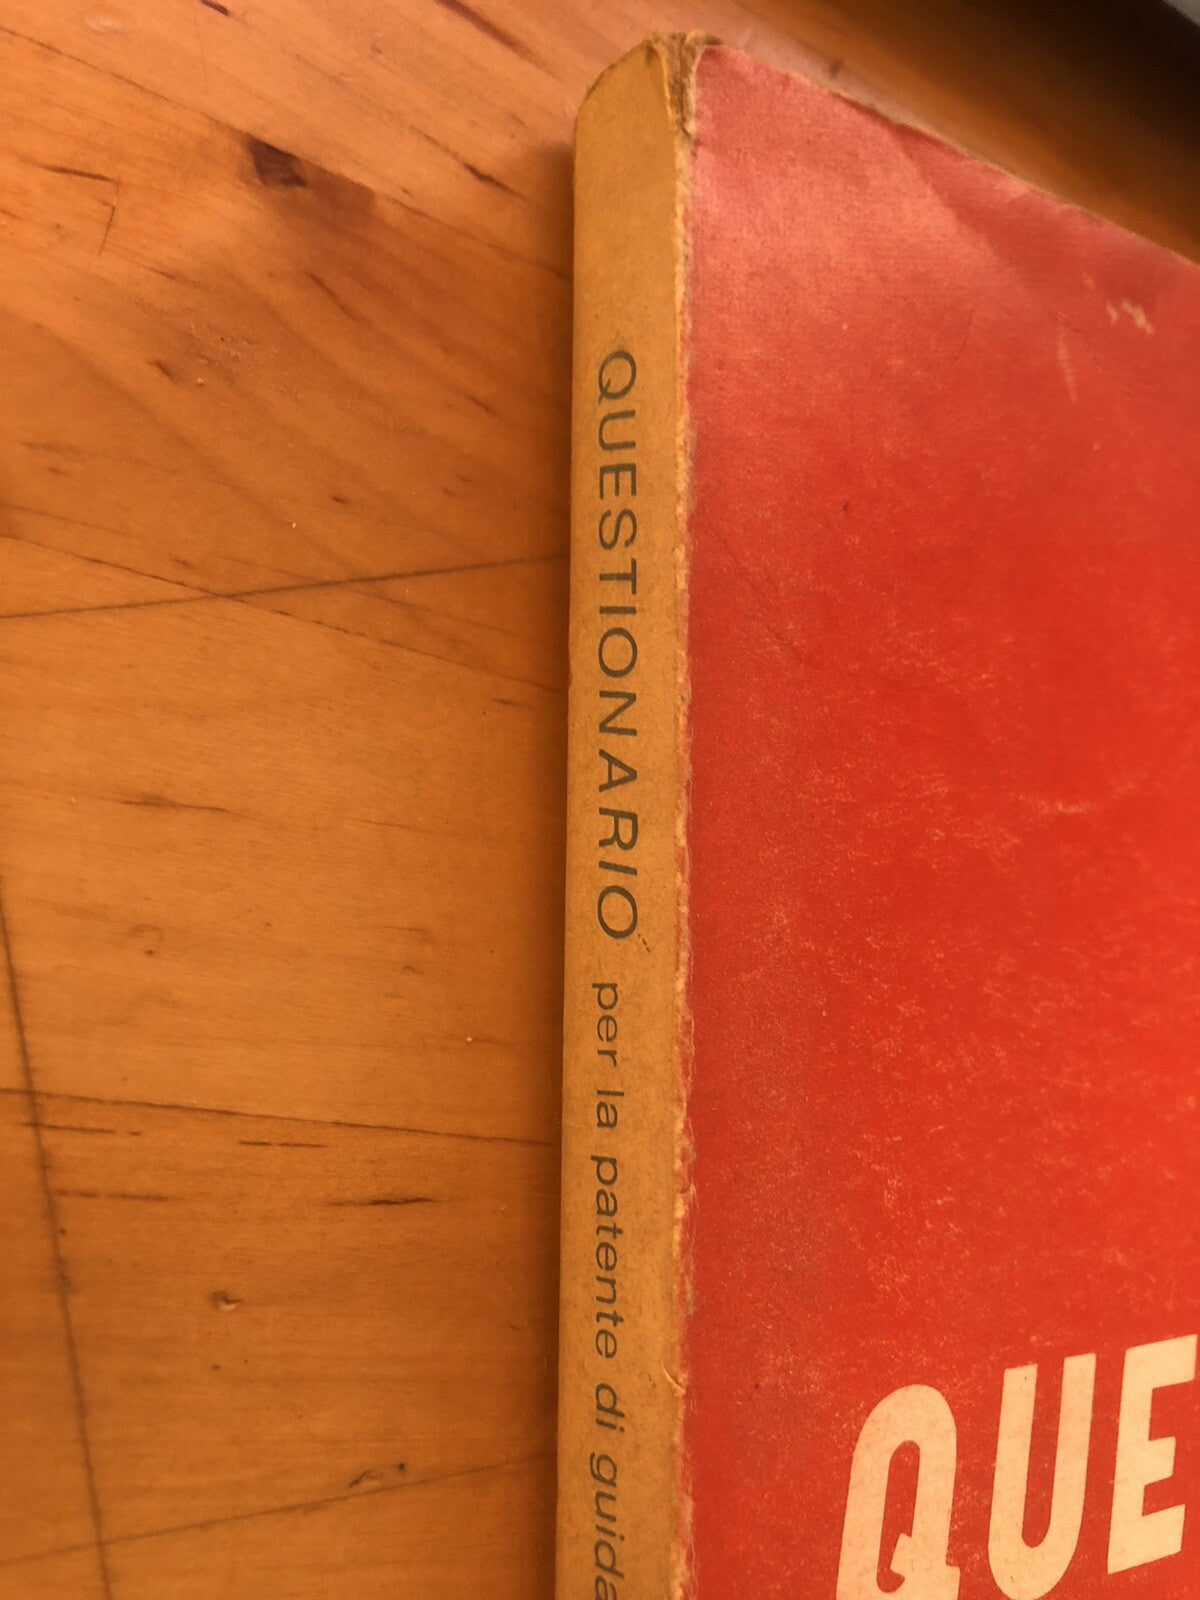 QUESTIONARIO per la patente di guida
QUE